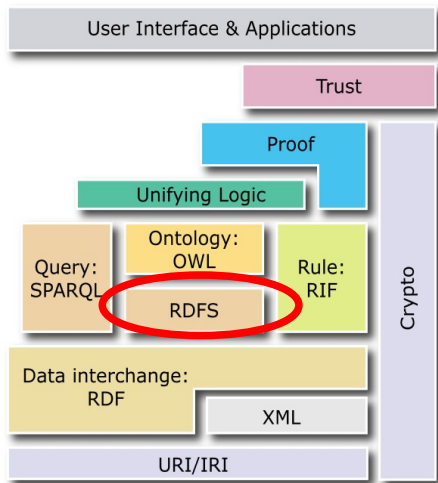 User Interface & Applications
Trust
Proof
Unifying Logic
Ontology:
OWL
Query:
SPARQL
Rule:
RIF
RDFS
Crypto
Data interchange:
RDF
XML
URI/IRI